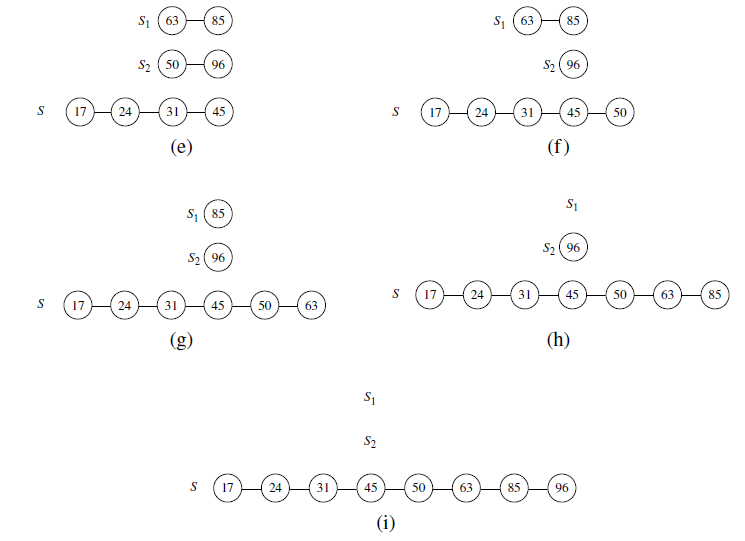 S1 63 85
S2 50 96
S 17 24 31 45
(e)
S1 63 85
S2 96
S 17 24 31 45 50
(f)
S1 85
S2 96
S 17 24 31 45 50 63
(g)
S1
S2 96
S 17 24 31 45 50 63 85
(h)
S1
S2
S 17 24 31 45 50 63 85 96
(i)